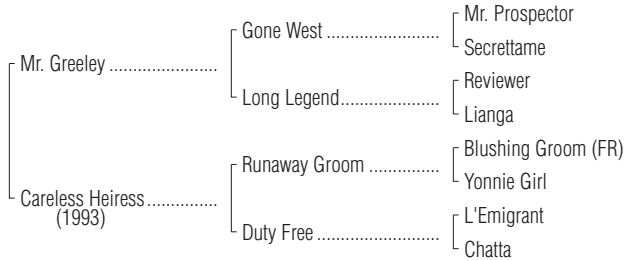 Mr. Prospector
Gone West ......................
Secrettame
Mr. Greeley .....................
Reviewer
Long Legend...................
Lianga
Blushing Groom (FR)
Runaway Groom ..............
Yonnie Girl
Careless Heiress..............
(1993)
L'Emigrant
Duty Free ........................
Chatta